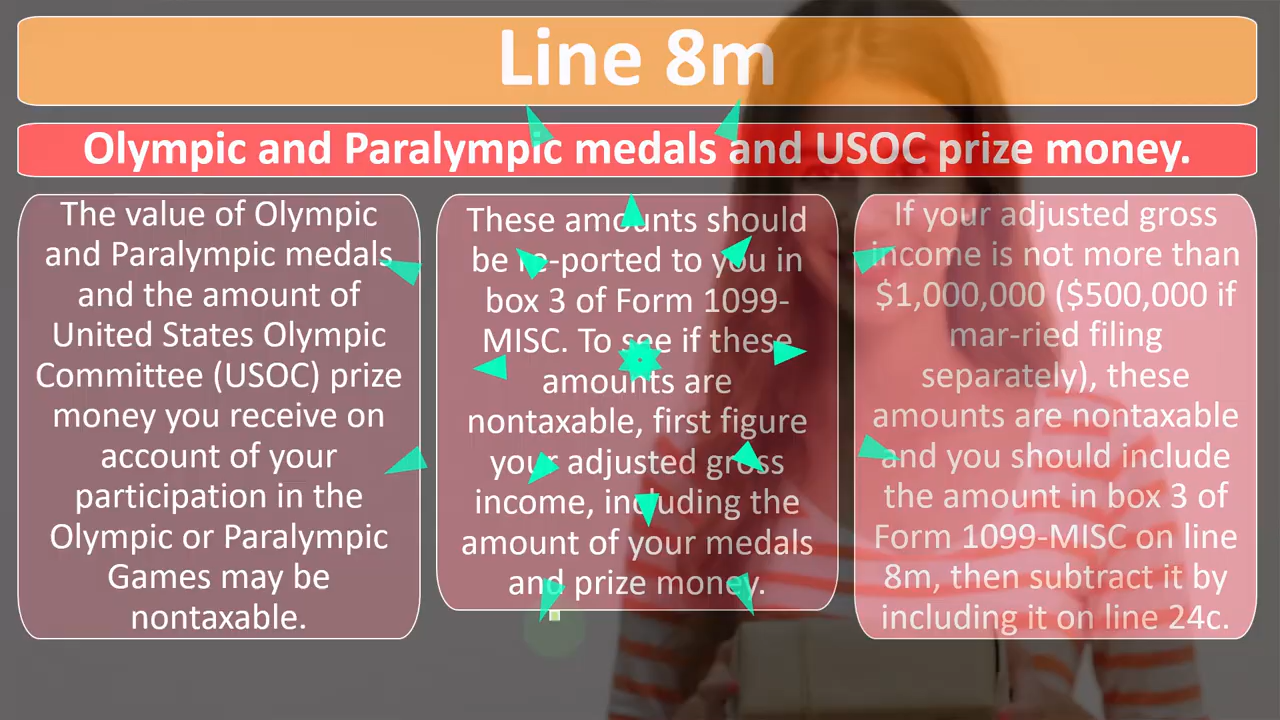 Line 8m
Olympic and Paralympic medals and USOC prize money.
The value of Olympic
and Paralympic medals
and the amount of
United States Olympic
Committee (USOC) prize
money you receive on
account of your
participation in the
Olympic or Paralympic
Games may be
nontaxable.
These amounts should
be re-ported to you in
box 3 of Form 1099-
MISC. To see if these
amounts are
nontaxable, first figure
your adjusted gross
income, including the
amount of your medals
and prize money.
If your adjusted gross
income is not more than
$1,000,000 ($500,000 if
mar-ried filing
separately), these
amounts are nontaxable
and you should include
the amount in box 3 of
Form 1099-MISC on line
8m, then subtract it by
including it on line 24c.